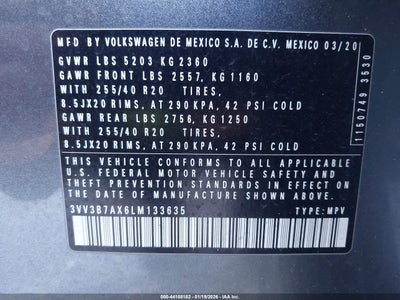 MFD BY VOLKSWAGEN DE MEXICO S.A. DE C.V. MEXICO 03/20
GVWR LBS 5203 KG 2360
GAWR FRONT LBS 2557, KG 1160
WITH 255/40 R20 TIRES,
8.5JX20 RIMS, AT 290 KPA, 42 PSI COLD
GAWR REAR LBS 2756, KG 1250
WITH 255/40 R20 TIRES,
8.5JX20 RIMS, AT 290 KPA, 42 PSI COLD
THIS VEHICLE CONFORMS TO ALL APPLICABLE
U.S. FEDERAL MOTOR VEHICLE SAFETY AND
THEFT PREVENTION STANDARDS IN EFFECT ON
THE DATE OF MANUFACTURE SHOWN ABOVE
3VV3B7AX6LM133635 TYPE: MPV
1150749 3530
000-44188182 - 01/19/2026 - IAA Inc.